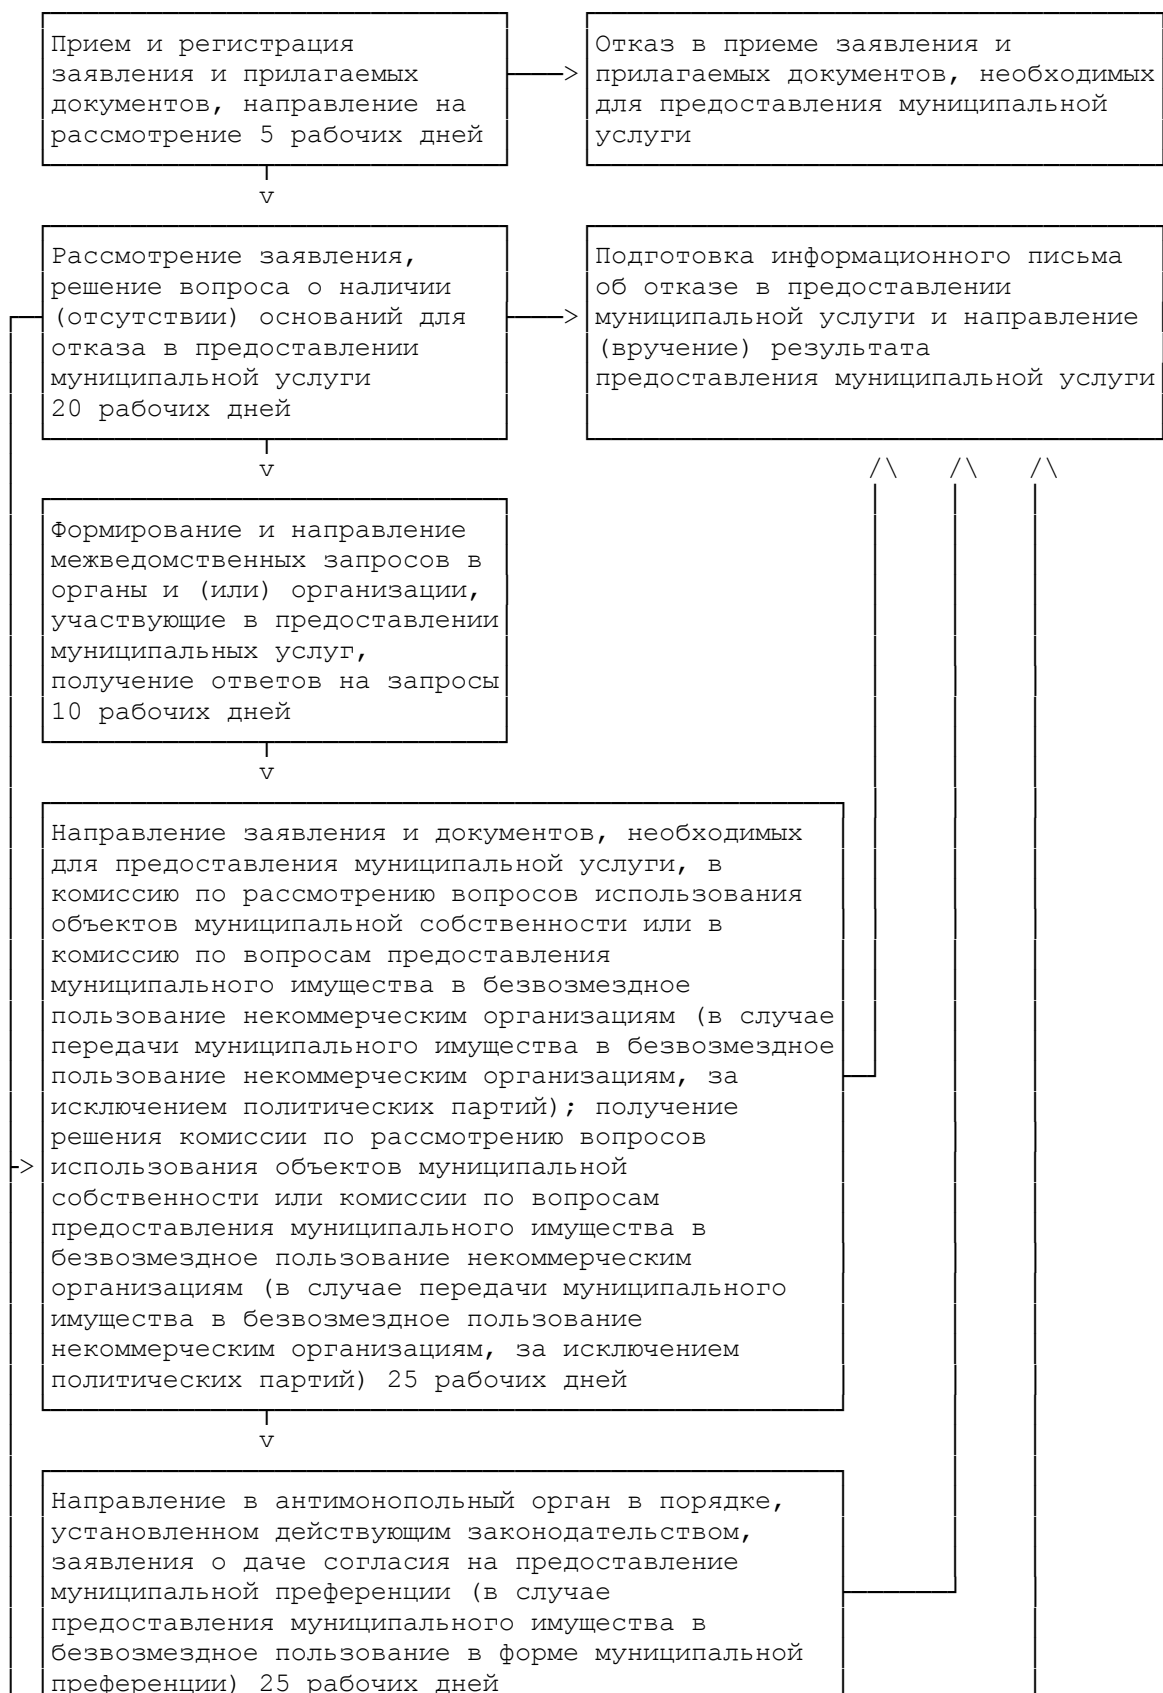 Прием и регистрация
заявления и прилагаемых
документов, направление на
рассмотрение 5 рабочих дней
Отказ в приеме заявления и
прилагаемых документов, необходимых
для предоставления муниципальной
услуги
Рассмотрение заявления,
решение вопроса о наличии
(отсутствии) оснований для
отказа в предоставлении
муниципальной услуги
20 рабочих дней
Подготовка информационного письма
об отказе в предоставлении
муниципальной услуги и направление
(вручение) результата
предоставления муниципальной услуги
Формирование и направление
межведомственных запросов в
органы и (или) организации,
участвующие в предоставлении
муниципальных услуг,
получение ответов на запросы
10 рабочих дней
Направление заявления и документов, необходимых
для предоставления муниципальной услуги, в
комиссию по рассмотрению вопросов использования
объектов муниципальной собственности или в
комиссию по вопросам предоставления
муниципального имущества в безвозмездное
пользование некоммерческим организациям (в случае
передачи муниципального имущества в безвозмездное
пользование некоммерческим организациям, за
исключением политических партий); получение
решения комиссии по рассмотрению вопросов
использования объектов муниципальной
собственности или комиссии по вопросам
предоставления муниципального имущества в
безвозмездное пользование некоммерческим
организациям (в случае передачи муниципального
имущества в безвозмездное пользование
некоммерческим организациям, за исключением
политических партий) 25 рабочих дней
Направление в антимонопольный орган в порядке,
установленном действующим законодательством,
заявления о даче согласия на предоставление
муниципальной преференции (в случае
предоставления муниципального имущества в
безвозмездное пользование в форме муниципальной
преференции) 25 рабочих дней